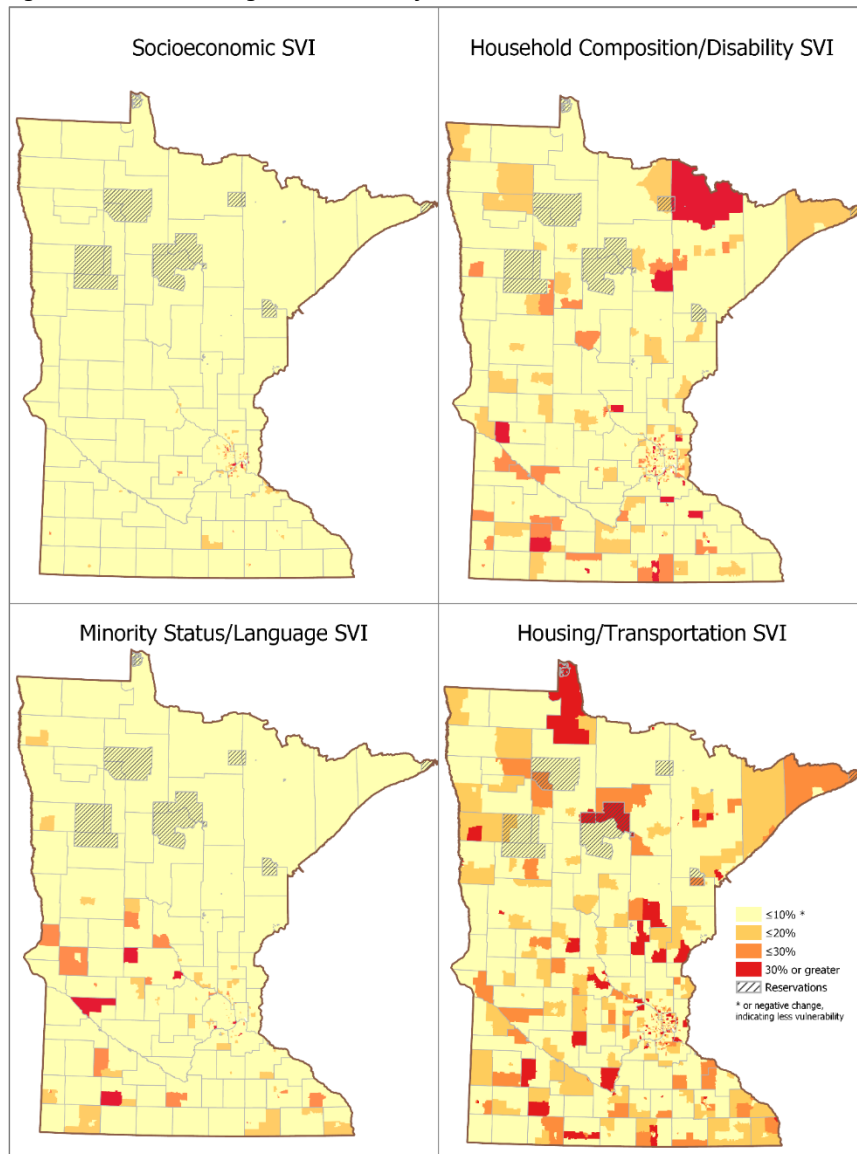 Socioeconomic SVI
Household Composition/Disability SVI
Minority Status/Language SVI
Housing/Transportation SVI
≤10% *
≤20%
≤30%
30% or greater
Reservations
* or negative change,
indicating less vulnerability